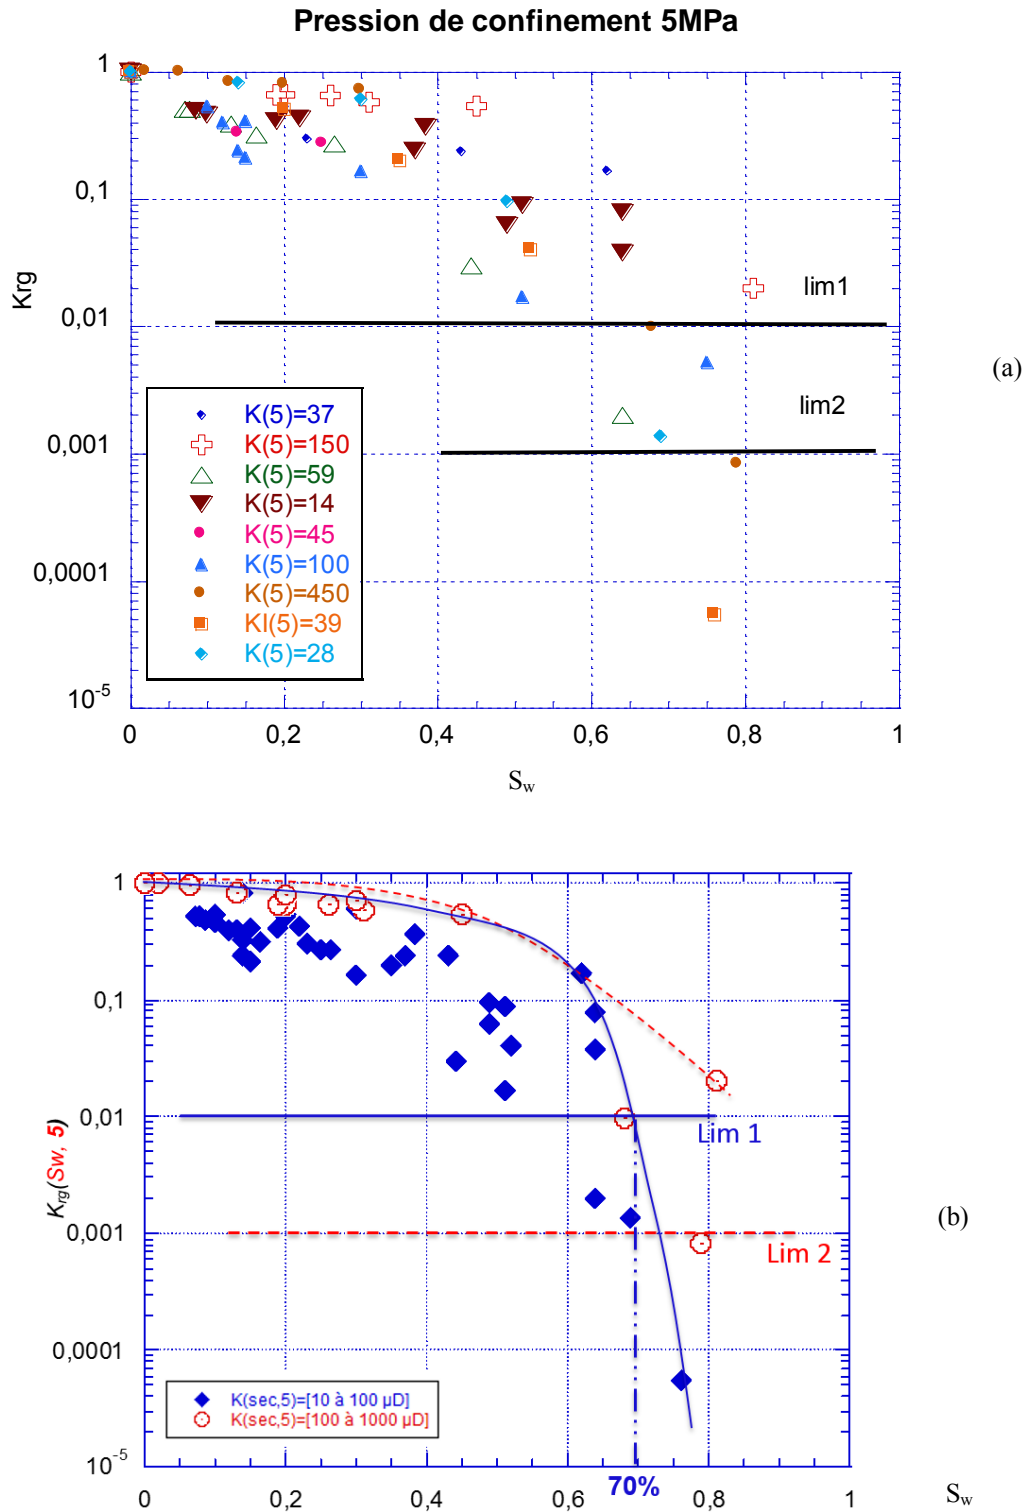 Pression de confinement 5MPa
1
0,1
0,01
0,001
0,0001
10-5
Krg
lim1
lim2
(a)
K(5)=37
K(5)=150
K(5)=59
K(5)=14
K(5)=45
K(5)=100
K(5)=450
Kl(5)=39
K(5)=28
0 0,2 0,4 0,6 0,8 1
Sw
1
0,1
0,01
0,001
0,0001
10-5
Krg(Sw, 5)
Lim 1
Lim 2
(b)
K(sec,5)=[10 à 100 µD]
K(sec,5)=[100 à 1000 µD]
70%
0 0,2 0,4 0,6 0,8 1
Sw